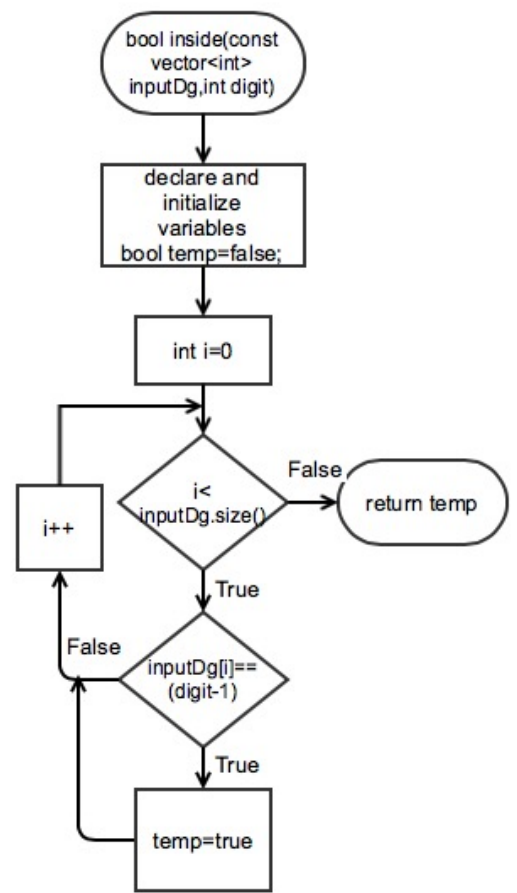 bool inside(const
vector<int>
inputDg,int digit)
declare and
initialize
variables
bool temp=false;
int i=0
i<
inputDg.size()
False
return temp
i++
True
False
inputDg[i]==
(digit-1)
True
temp=true